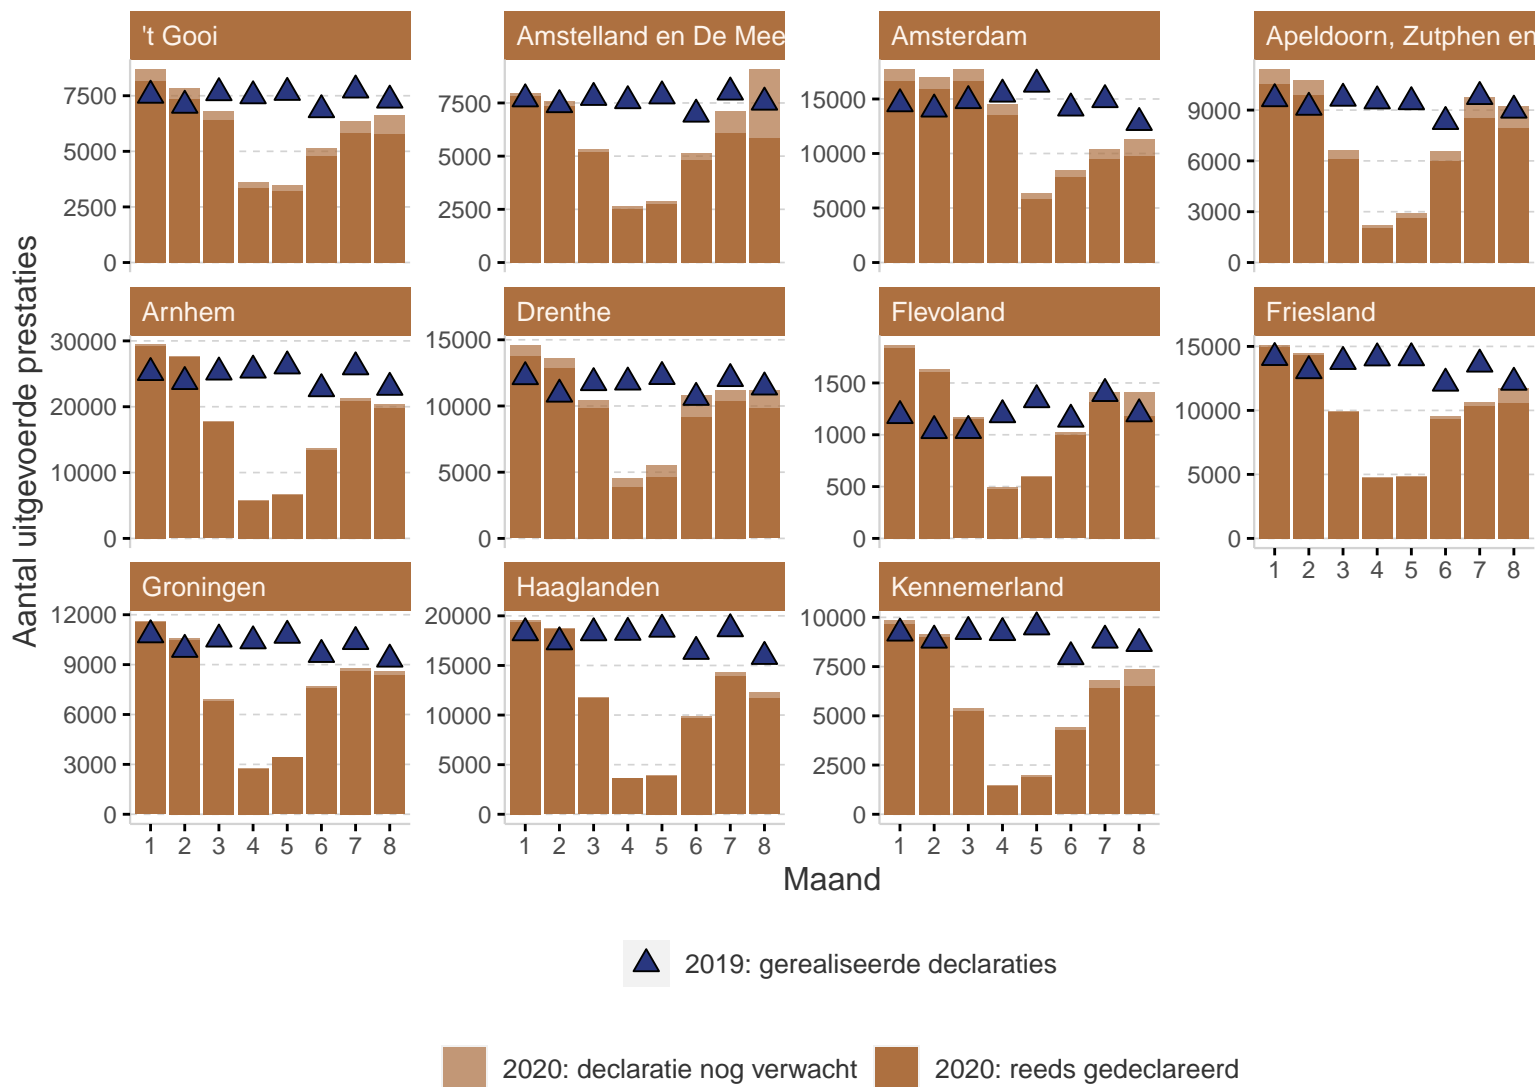 't Gooi
Amstelland en De Mee
Amsterdam
Apeldoorn, Zutphen en
7500
5000
2500
0
7500
5000
2500
0
15000
10000
5000
0
9000
6000
3000
0
Arnhem
Drenthe
Flevoland
Friesland
30000
20000
10000
0
15000
10000
5000
0
1500
1000
500
0
15000
10000
5000
0
1 2 3 4 5 6 7 8
Groningen
Haaglanden
Kennemerland
12000
9000
6000
3000
0
20000
15000
10000
5000
0
10000
7500
5000
2500
0
1 2 3 4 5 6 7 8
1 2 3 4 5 6 7 8
1 2 3 4 5 6 7 8
Aantal uitgevoerde prestaties
Maand
2019: gerealiseerde declaraties
2020: declaratie nog verwacht
2020: reeds gedeclareerd